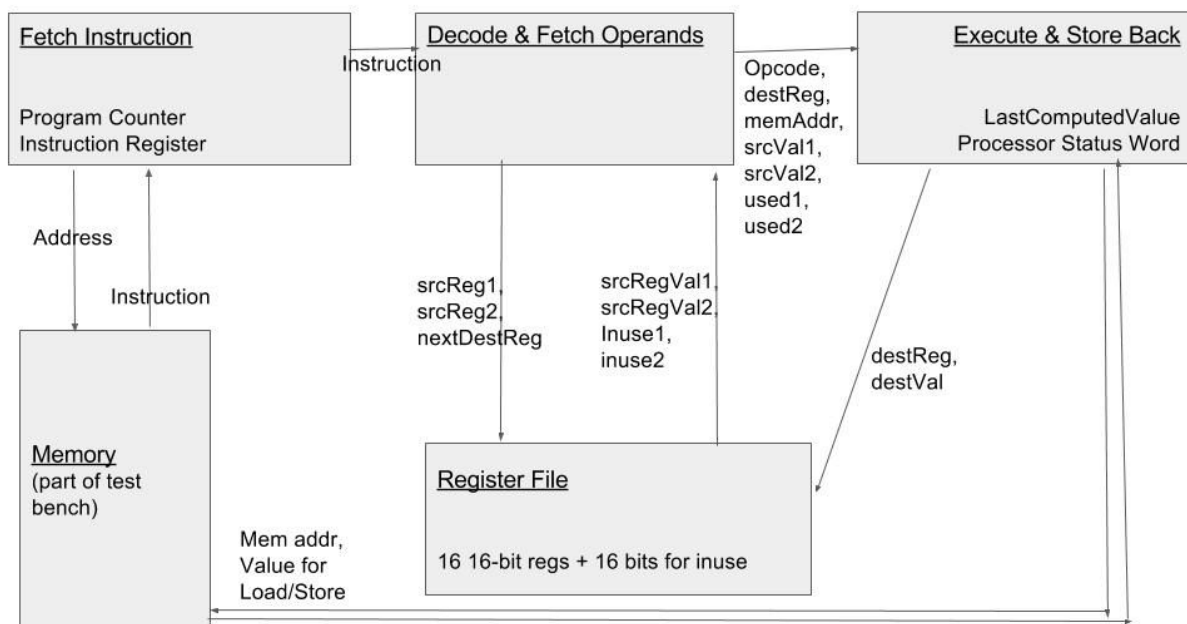 Fetch Instruction
Program Counter
Instruction Register
Instruction
Decode & Fetch Operands
Opcode,
destReg,
memAddr,
srcVal1,
srcVal2,
used1,
used2
Execute & Store Back
LastComputedValue
Processor Status Word
Address
Instruction
srcReg1,
srcReg2,
nextDestReg
srcRegVal1,
srcRegVal2,
Inuse1,
inuse2
destReg,
destVal
Memory
(part of test
bench)
Register File
16 16-bit regs + 16 bits for inuse
Mem addr,
Value for
Load/Store